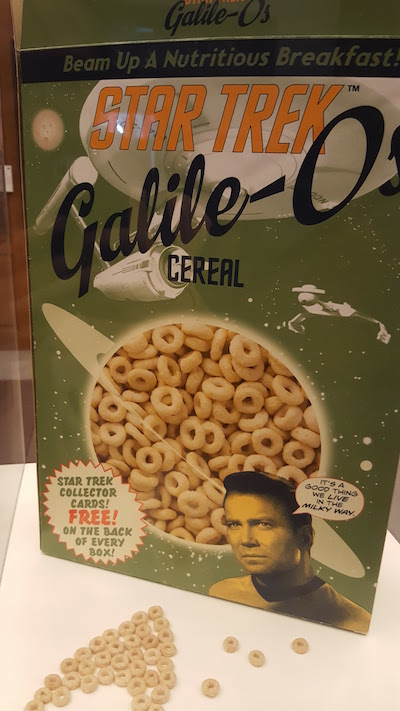 Galile-Os
Beam Up A Nutritious Breakfast!
STAR TREK™
Galile-Os
CEREAL
STAR TREK
COLLECTOR
CARDS!
FREE!
ON THE BACK
OF EVERY
BOX!
IT'S A
GOOD THING
WE LIVE
IN THE
MILKY WAY.